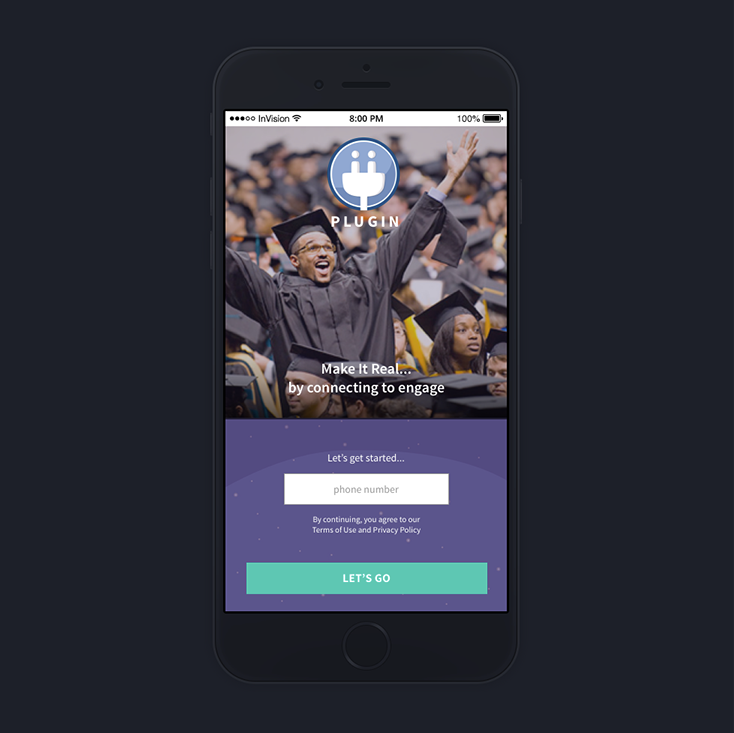 InVision 8:00 PM 100%
PLUGIN
Make It Real...
by connecting to engage
Let's get started...
phone number
By continuing, you agree to our
Terms of Use and Privacy Policy
LET'S GO